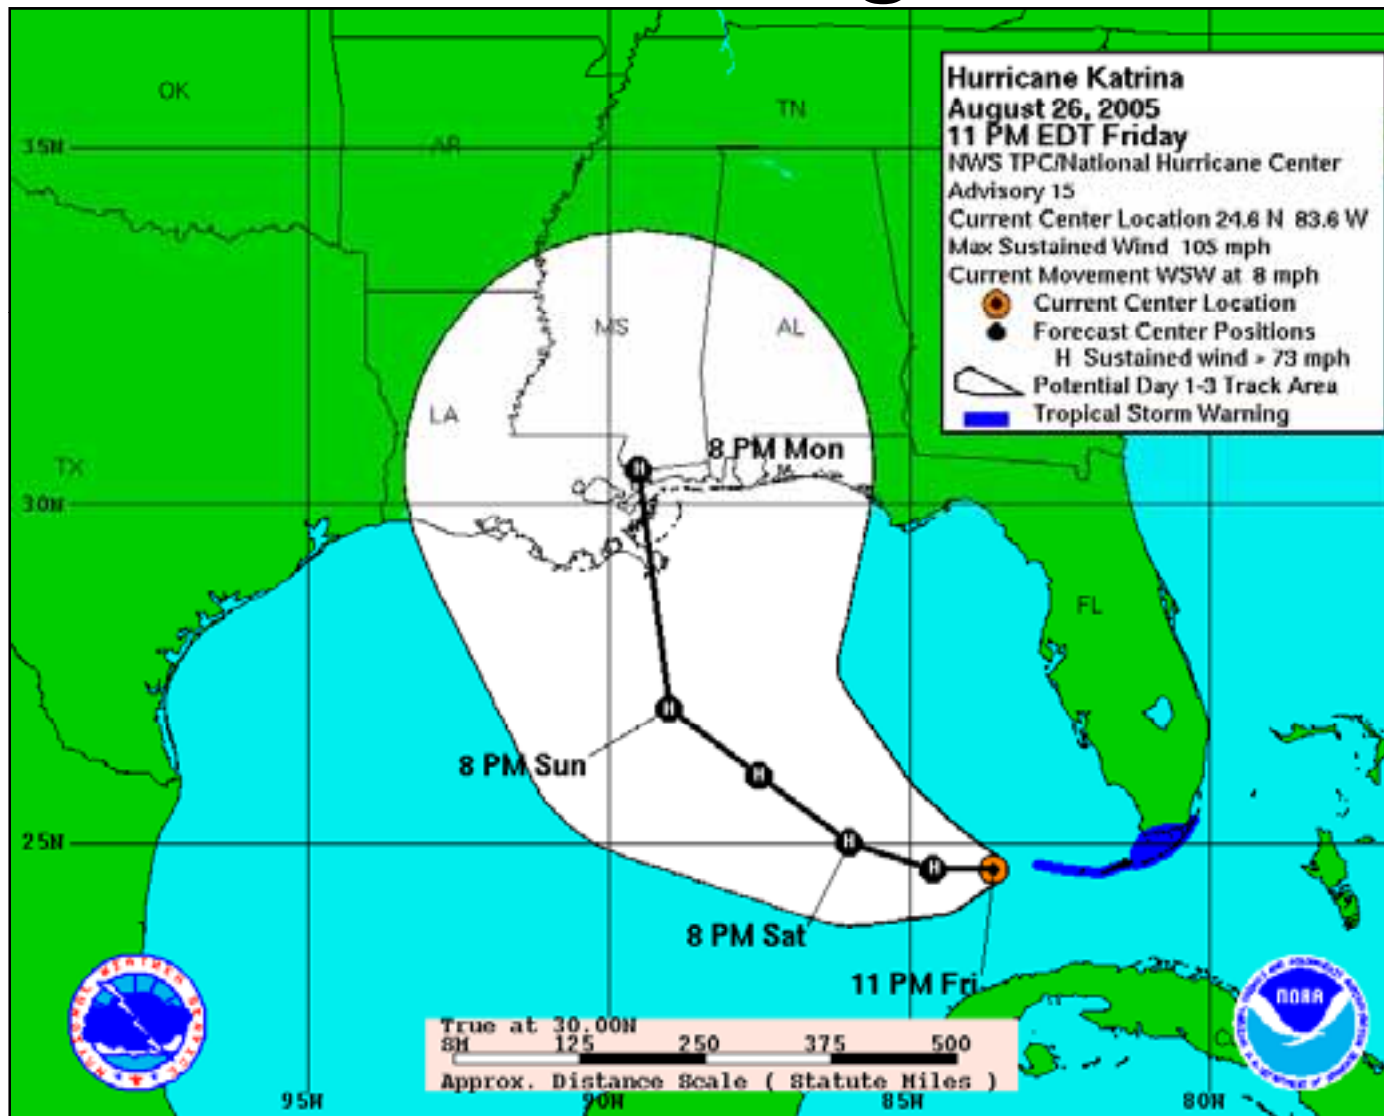 Hurricane Katrina
August 26, 2005
11 PM EDT Friday
NWS TPC/National Hurricane Center
Advisory 15
Current Center Location 24.6 N 83.6 W
Max Sustained Wind 105 mph
Current Movement WSW at 8 mph
Current Center Location
Forecast Center Positions
H Sustained wind > 73 mph
Potential Day 1-3 Track Area
Tropical Storm Warning
OK
TN
AR
35N
MS
AL
LA
8 PM Mon
TX
H
30N
FL
H
8 PM Sun
H
25N
H
H
8 PM Sat
11 PM Fri
NATIONAL WEATHER SERVICE
NOAA
True at 30.00N
SM 125 250 375 500
Approx. Distance Scale ( Statute Miles )
95W 90W 85W 80W